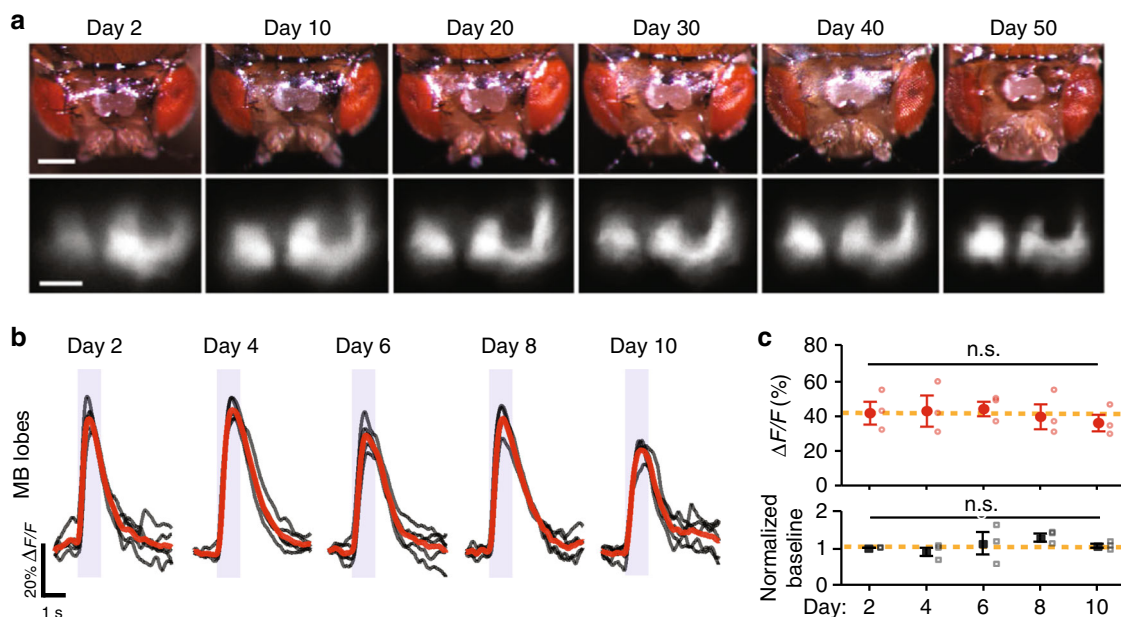 a
Day 2 Day 10 Day 20 Day 30 Day 40 Day 50
b
Day 2 Day 4 Day 6 Day 8 Day 10
MB lobes
20% ΔF/F
1 s
c
n.s.
ΔF/F (%)
80
60
40
20
0
n.s.
Normalized
baseline
2
1
0
Day: 2 4 6 8 10